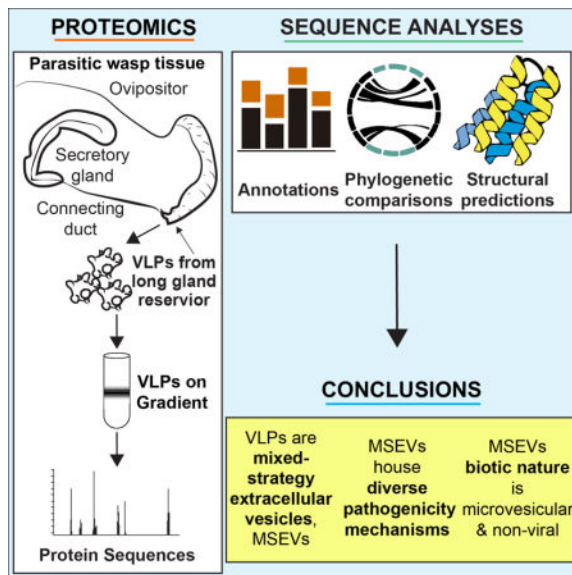 PROTEOMICS
Parasitic wasp tissue
Ovipositor
Secretory
gland
Connecting
duct
VLPs from
long gland
reservior
VLPs on
Gradient
Protein Sequences
SEQUENCE ANALYSES
Annotations
Phylogenetic
comparisons
Structural
predictions
CONCLUSIONS
VLPs are
mixed-
strategy
extracellular
vesicles,
MSEVs
MSEVs
house
diverse
pathogenicity
mechanisms
MSEVs
biotic nature
is
microvesicular
& non-viral